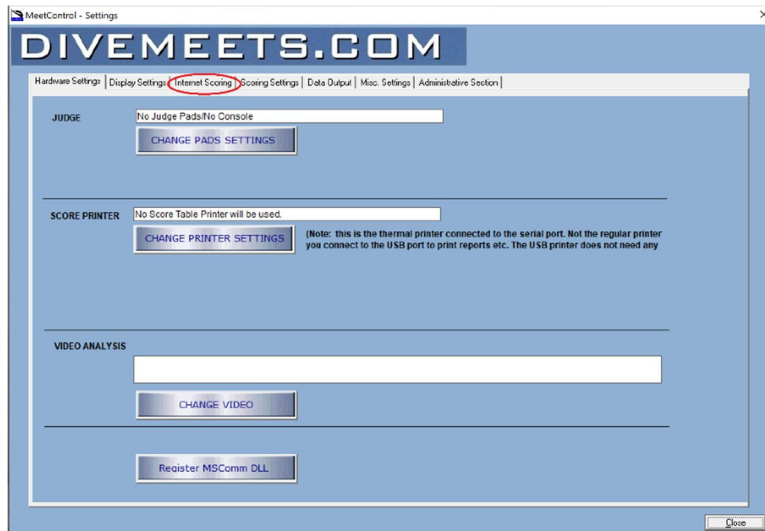 MeetControl - Settings
DIVEMEETS.COM
Hardware Settings Display Settings Internet Scoring Scoring Settings Data Output Misc. Settings Administrative Section
JUDGE
No Judge Pads/No Console
CHANGE PADS SETTINGS
SCORE PRINTER
No Score Table Printer will be used.
CHANGE PRINTER SETTINGS
(Note: this is the thermal printer connected to the serial port. Not the regular printer
you connect to the USB port to print reports etc. The USB printer does not need any
VIDEO ANALYSIS
CHANGE VIDEO
Register MSComm DLL
Close